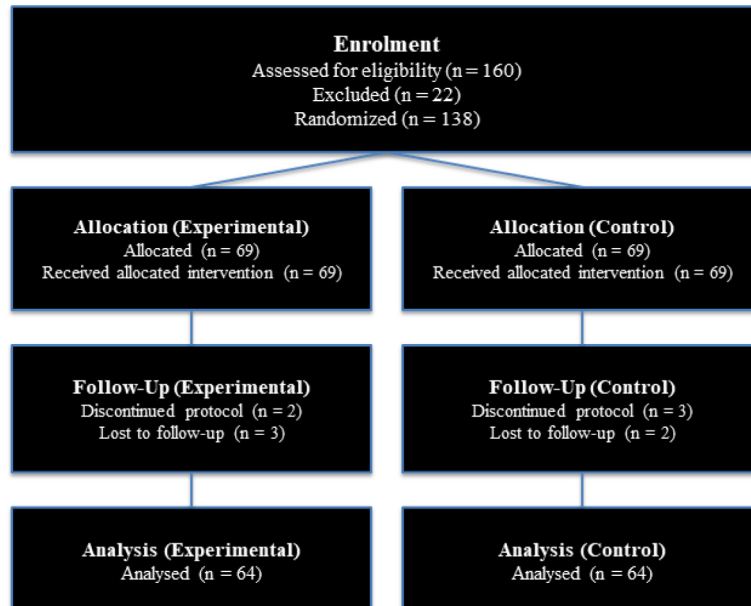 Enrolment
Assessed for eligibility (n = 160)
Excluded (n = 22)
Randomized (n = 138)
Allocation (Experimental)
Allocated (n = 69)
Received allocated intervention (n = 69)
Allocation (Control)
Allocated (n = 69)
Received allocated intervention (n = 69)
Follow-Up (Experimental)
Discontinued protocol (n = 2)
Lost to follow-up (n = 3)
Follow-Up (Control)
Discontinued protocol (n = 3)
Lost to follow-up (n = 2)
Analysis (Experimental)
Analysed (n = 64)
Analysis (Control)
Analysed (n = 64)